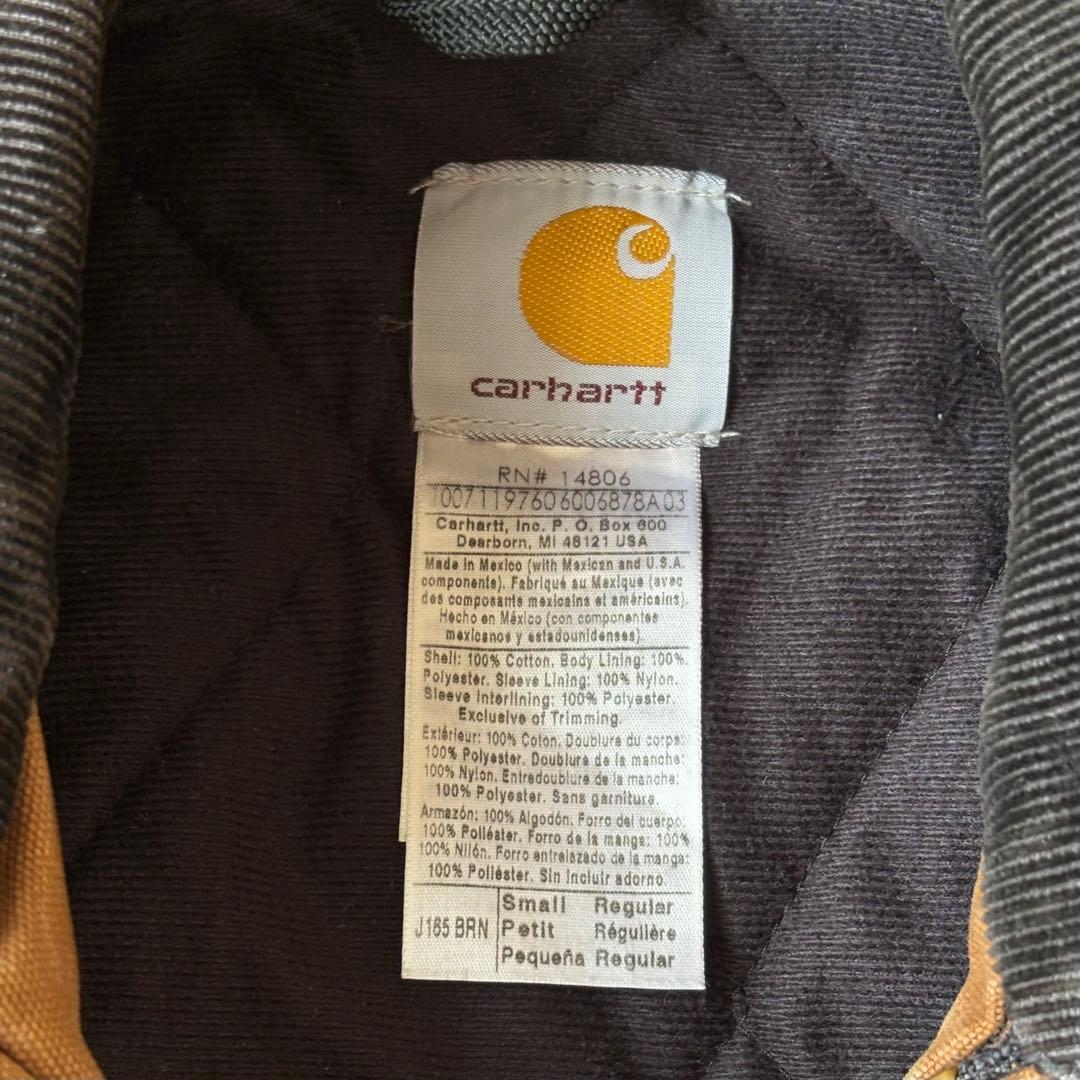 carhartt
RN# 14806
10071197606006878A03
Carhartt, Inc. P. O. Box 600
Dearborn, MI 48121 USA
Made in Mexico (with Mexican and U.S.A.
components). Fabriqué au Mexique (avec
des composants mexicains et américains).
Hecho en México (con componentes
mexicanos y estadounidenses).
Shell: 100% Cotton. Body Lining: 100%.
Polyester. Sleeve Lining: 100% Nylon.
Sleeve Interlining: 100% Polyester.
Exclusive of Trimming.
Extérieur: 100% Coton. Doublure du corps:
100% Polyester. Doublure de la manche:
100% Nylon. Entredoublure de la manche:
100% Polyester. Sans garniture.
Armazón: 100% Algodón. Forro del cuerpo:
100% Poliéster. Forro de la manga: 100%
100% Nilón. Forro entrelazado de la manga:
100% Poliéster. Sin incluir adorno.
J165 BRN
Small Regular
Petit Régulière
Pequeña Regular